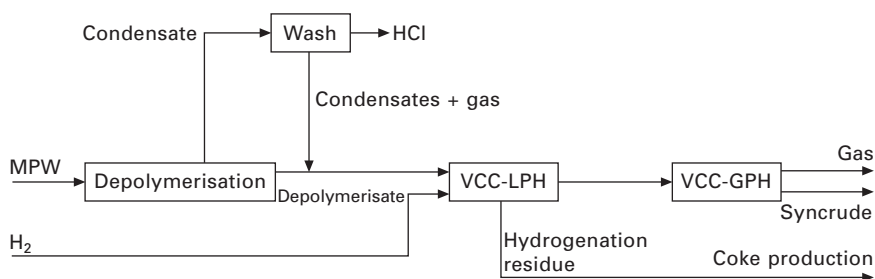 Condensate
Wash
HCl
Condensates + gas
MPW
Depolymerisation
Depolymerisate
VCC-LPH
VCC-GPH
Gas
Syncrude
H₂
Hydrogenation
residue
Coke production